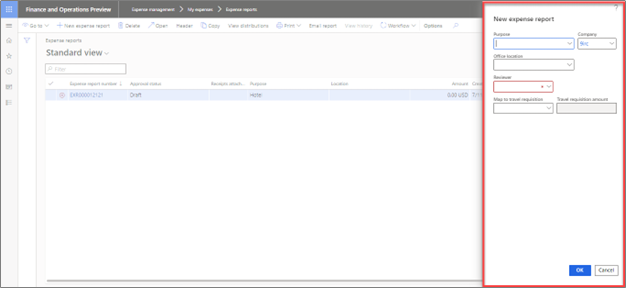 Finance and Operations Preview Expense management > My expenses > Expense reports ?
Go to + New expense report Delete Open Header Copy View distributions Print Email report View history Workflow Options
Expense reports
Standard view
Filter
Expense report number ↓ Approval status Receipts attach... Purpose Location Amount
EXR000012121 Draft Hotel 0.00 USD
New expense report
Purpose Company
Office location
Reviewer
Map to travel requisition Travel requisition amount
OK Cancel